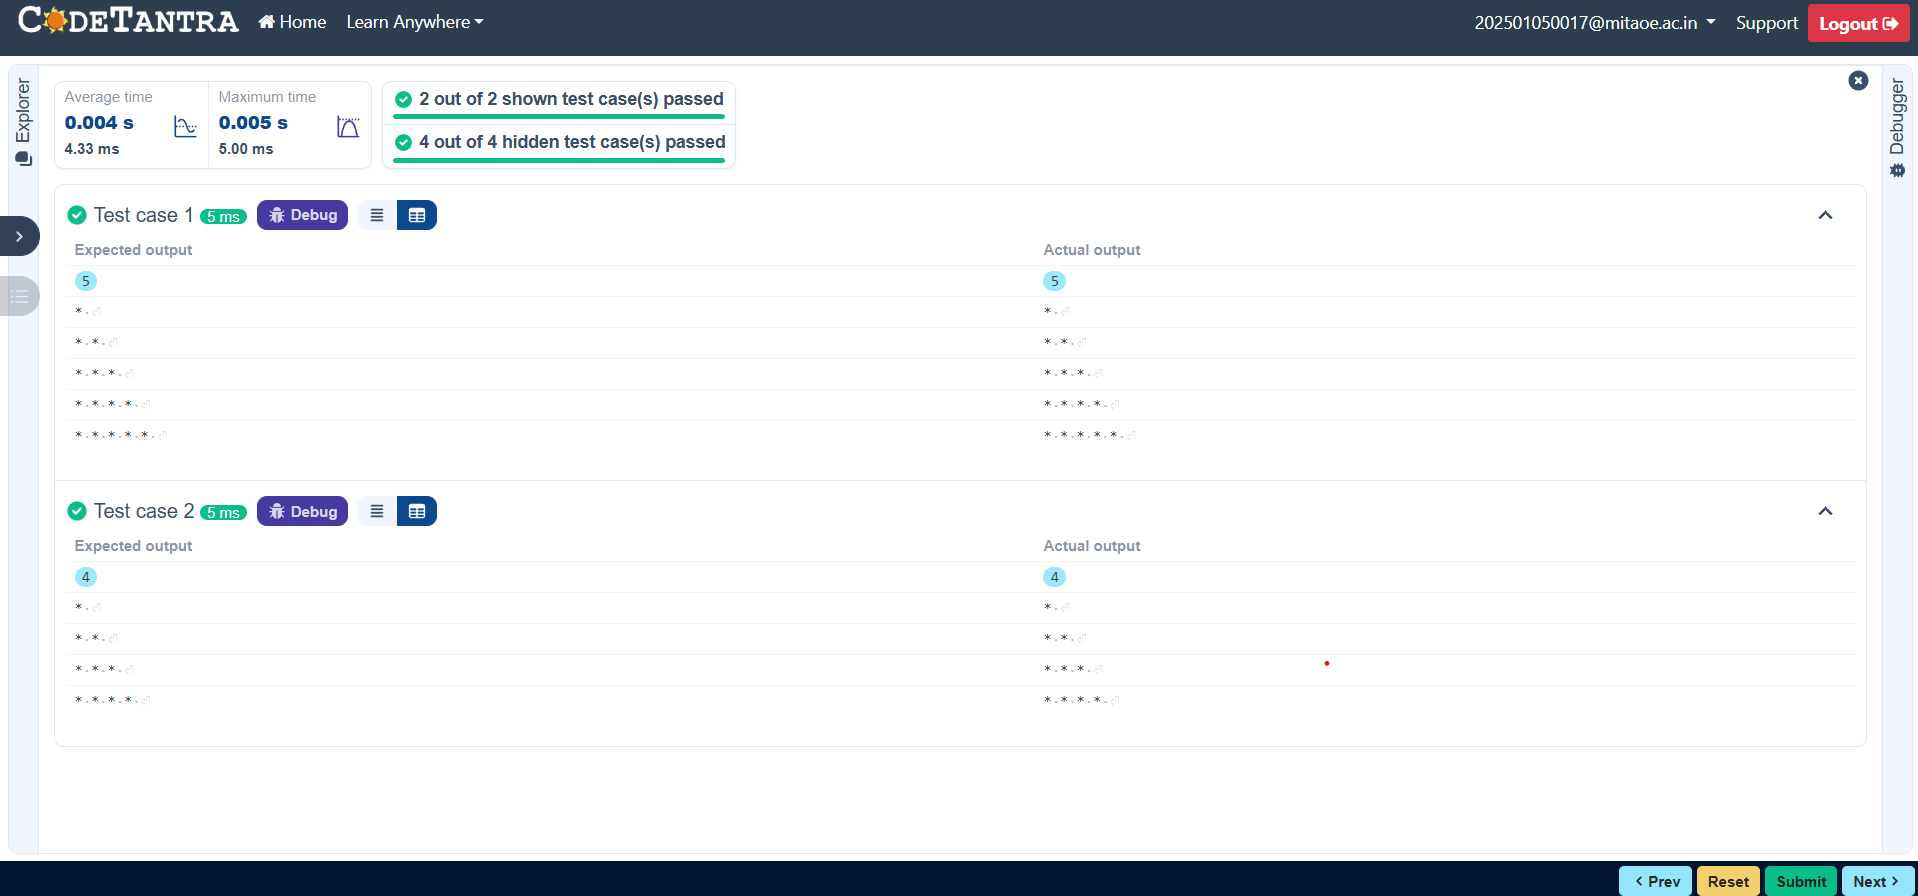 CODETANTRA Home Learn Anywhere 202501050017@mitaoe.ac.in Support Logout
Explorer
Debugger
Average time
0.004 s
4.33 ms
Maximum time
0.005 s
5.00 ms
2 out of 2 shown test case(s) passed
4 out of 4 hidden test case(s) passed
Test case 1 5 ms Debug
Expected output Actual output
5 5
*·⏎ *·⏎
*·*·⏎ *·*·⏎
*·*·*·⏎ *·*·*·⏎
*·*·*·*·⏎ *·*·*·*·⏎
*·*·*·*·*·⏎ *·*·*·*·*·⏎
Test case 2 5 ms Debug
Expected output Actual output
4 4
*·⏎ *·⏎
*·*·⏎ *·*·⏎
*·*·*·⏎ *·*·*·⏎
*·*·*·*·⏎ *·*·*·*·⏎
Prev Reset Submit Next